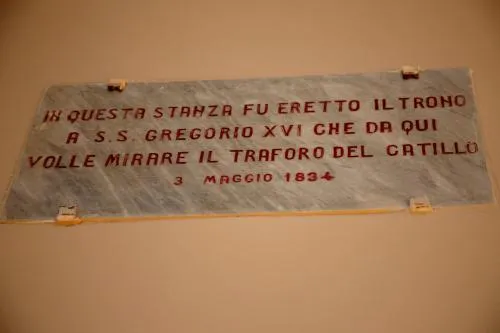 IN QUESTA STANZA FU ERETTO IL TRONO
A S.S. GREGORIO XVI CHE DA QUI
VOLLE MIRARE IL TRAFORO DEL CATILLO
3 MAGGIO 1834